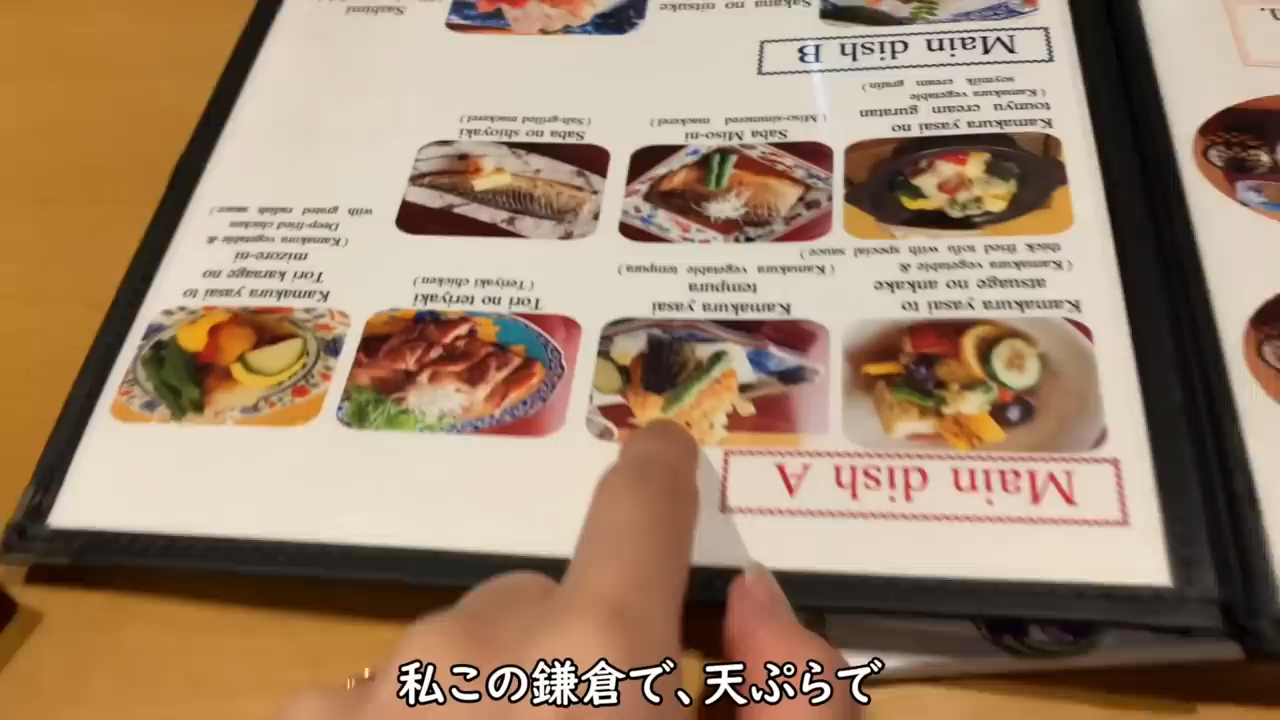 Main dish A
Kamakura yasai to
atsuage no ankake
(Kamakura vegetable &
thick fried tofu with special sauce)
Kamakura yasai
tempura
(Kamakura vegetable tempura)
Tori no teriyaki
(Teriyaki chicken)
Kamakura yasai to
Tori karaage no
mizore-ni
(Kamakura vegetable &
Deep-fried chicken
with grated radish sauce)
Kamakura yasai no
tounyu cream guratan
(Kamakura vegetable
soymilk cream gratin)
Saba Miso-ni
(Miso-simmered mackerel)
Saba no shioyaki
(Salt-grilled mackerel)
Main dish B
Sakana no nitsuke
Sashimi
私この鎌倉で、天ぷらで